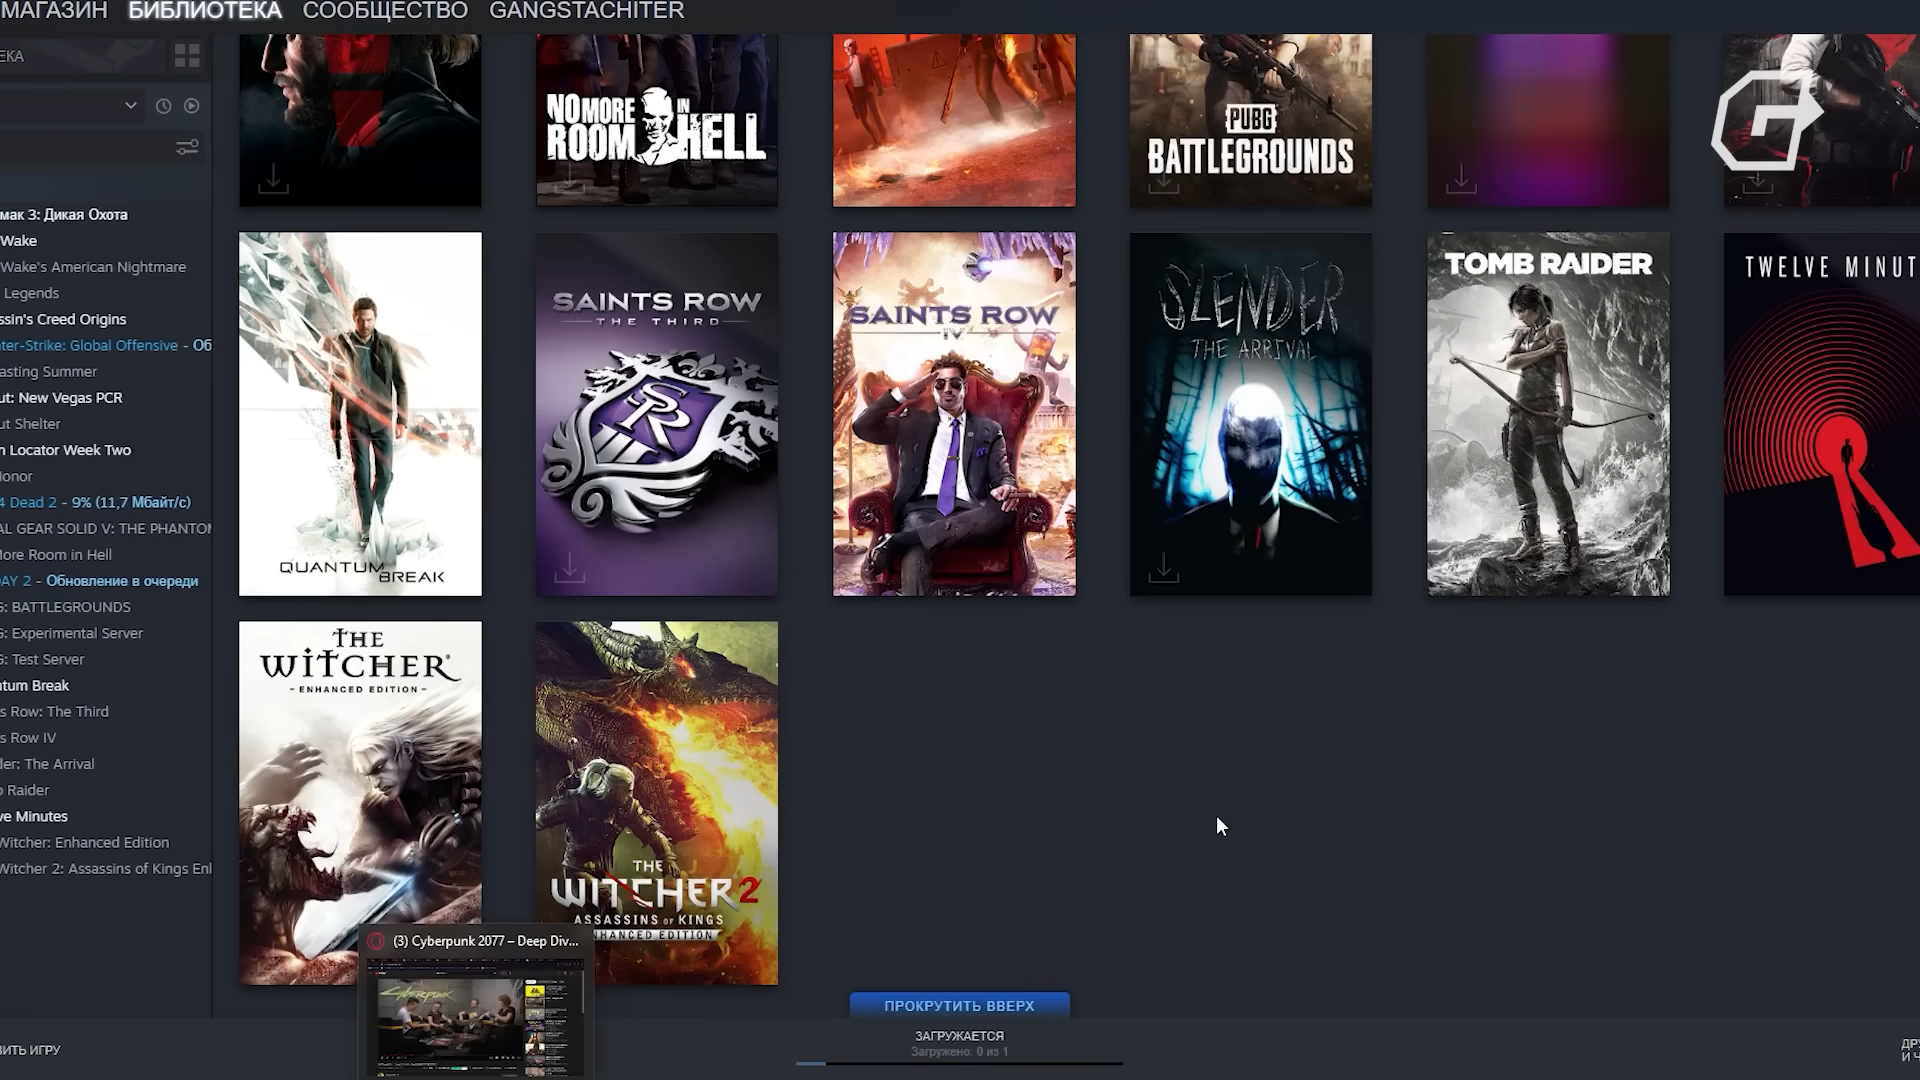 МАГАЗИН БИБЛИОТЕКА СООБЩЕСТВО GANGSTACHITER
ЕКА
мак 3: Дикая Охота
Wake
Wake's American Nightmare
Legends
ssin's Creed Origins
ter-Strike: Global Offensive - Об
asting Summer
ut: New Vegas PCR
ut Shelter
n Locator Week Two
Honor
4 Dead 2 - 9% (11,7 Мбайт/с)
AL GEAR SOLID V: THE PHANTOM
More Room in Hell
DAY 2 - Обновление в очереди
G: BATTLEGROUNDS
G: Experimental Server
G: Test Server
ntum Break
s Row: The Third
s Row IV
der: The Arrival
b Raider
ve Minutes
Witcher: Enhanced Edition
Witcher 2: Assassins of Kings Enl
NO MORE ROOM IN HELL
PUBG
BATTLEGROUNDS
QUANTUM BREAK
SAINTS ROW
THE THIRD
SAINTS ROW
IV
SLENDER
THE ARRIVAL
TOMB RAIDER
TWELVE MINUT
THE
WITCHER
- ENHANCED EDITION -
THE
WITCHER 2
ASSASSINS OF KINGS
ENHANCED EDITION
(3) Cyberpunk 2077 – Deep Div...
CYBERPUNK
ПРОКРУТИТЬ ВВЕРХ
ЗАГРУЖАЕТСЯ
Загружено: 0 из 1
ВИТЬ ИГРУ
ДРУ
И Ч